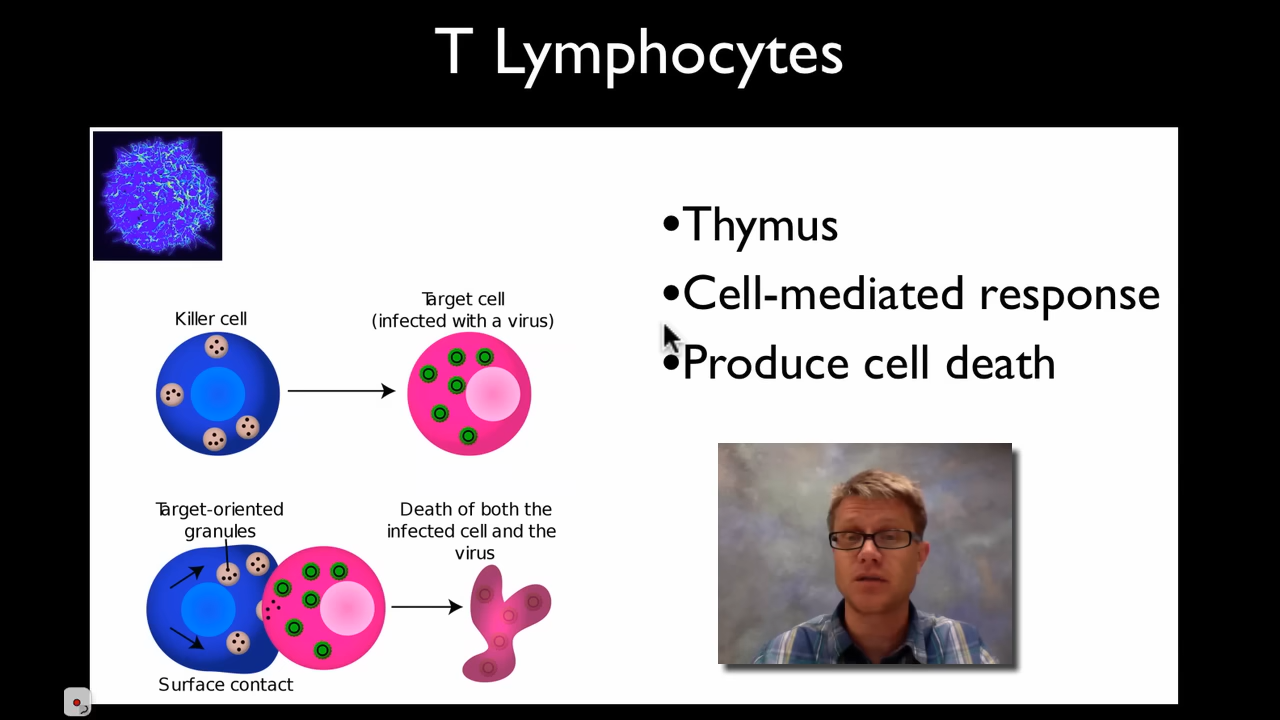 T Lymphocytes
•Thymus
•Cell-mediated response
•Produce cell death
Killer cell
Target cell
(infected with a virus)
Target-oriented
granules
Death of both the
infected cell and the
virus
Surface contact